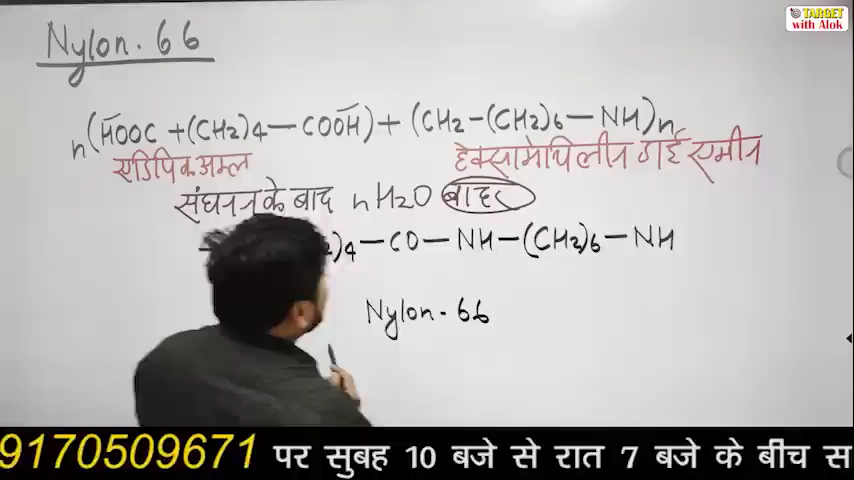 TARGET
with Alok
Nylon. 66
n(HOOC +(CH2)4—COOH)+(CH2-(CH2)6—NH)n
एडिपिक अम्ल हेक्सामेथिलीन डाई एमीन
संघनन के बाद nH2O बाहर
)4—CO—NH—(CH2)6—NH
Nylon-66
9170509671 पर सुबह 10 बजे से रात 7 बजे के बीच स